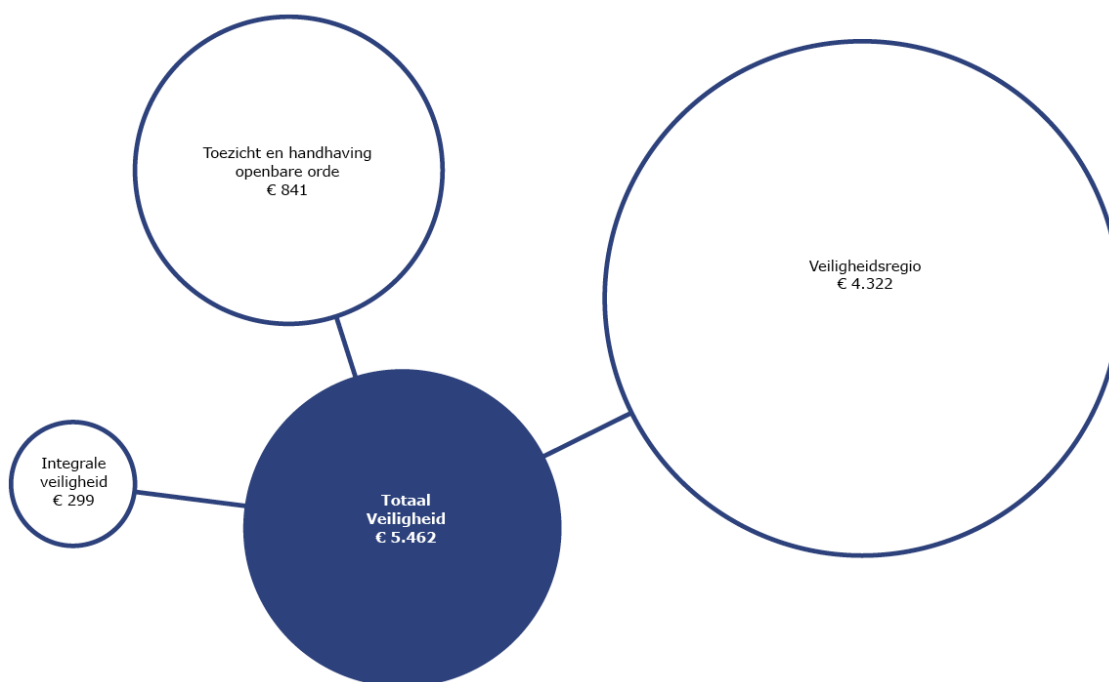 Toezicht en handhaving
openbare orde
€ 841
Veiligheidsregio
€ 4.322
Integrale
veiligheid
€ 299
Totaal
Veiligheid
€ 5.462